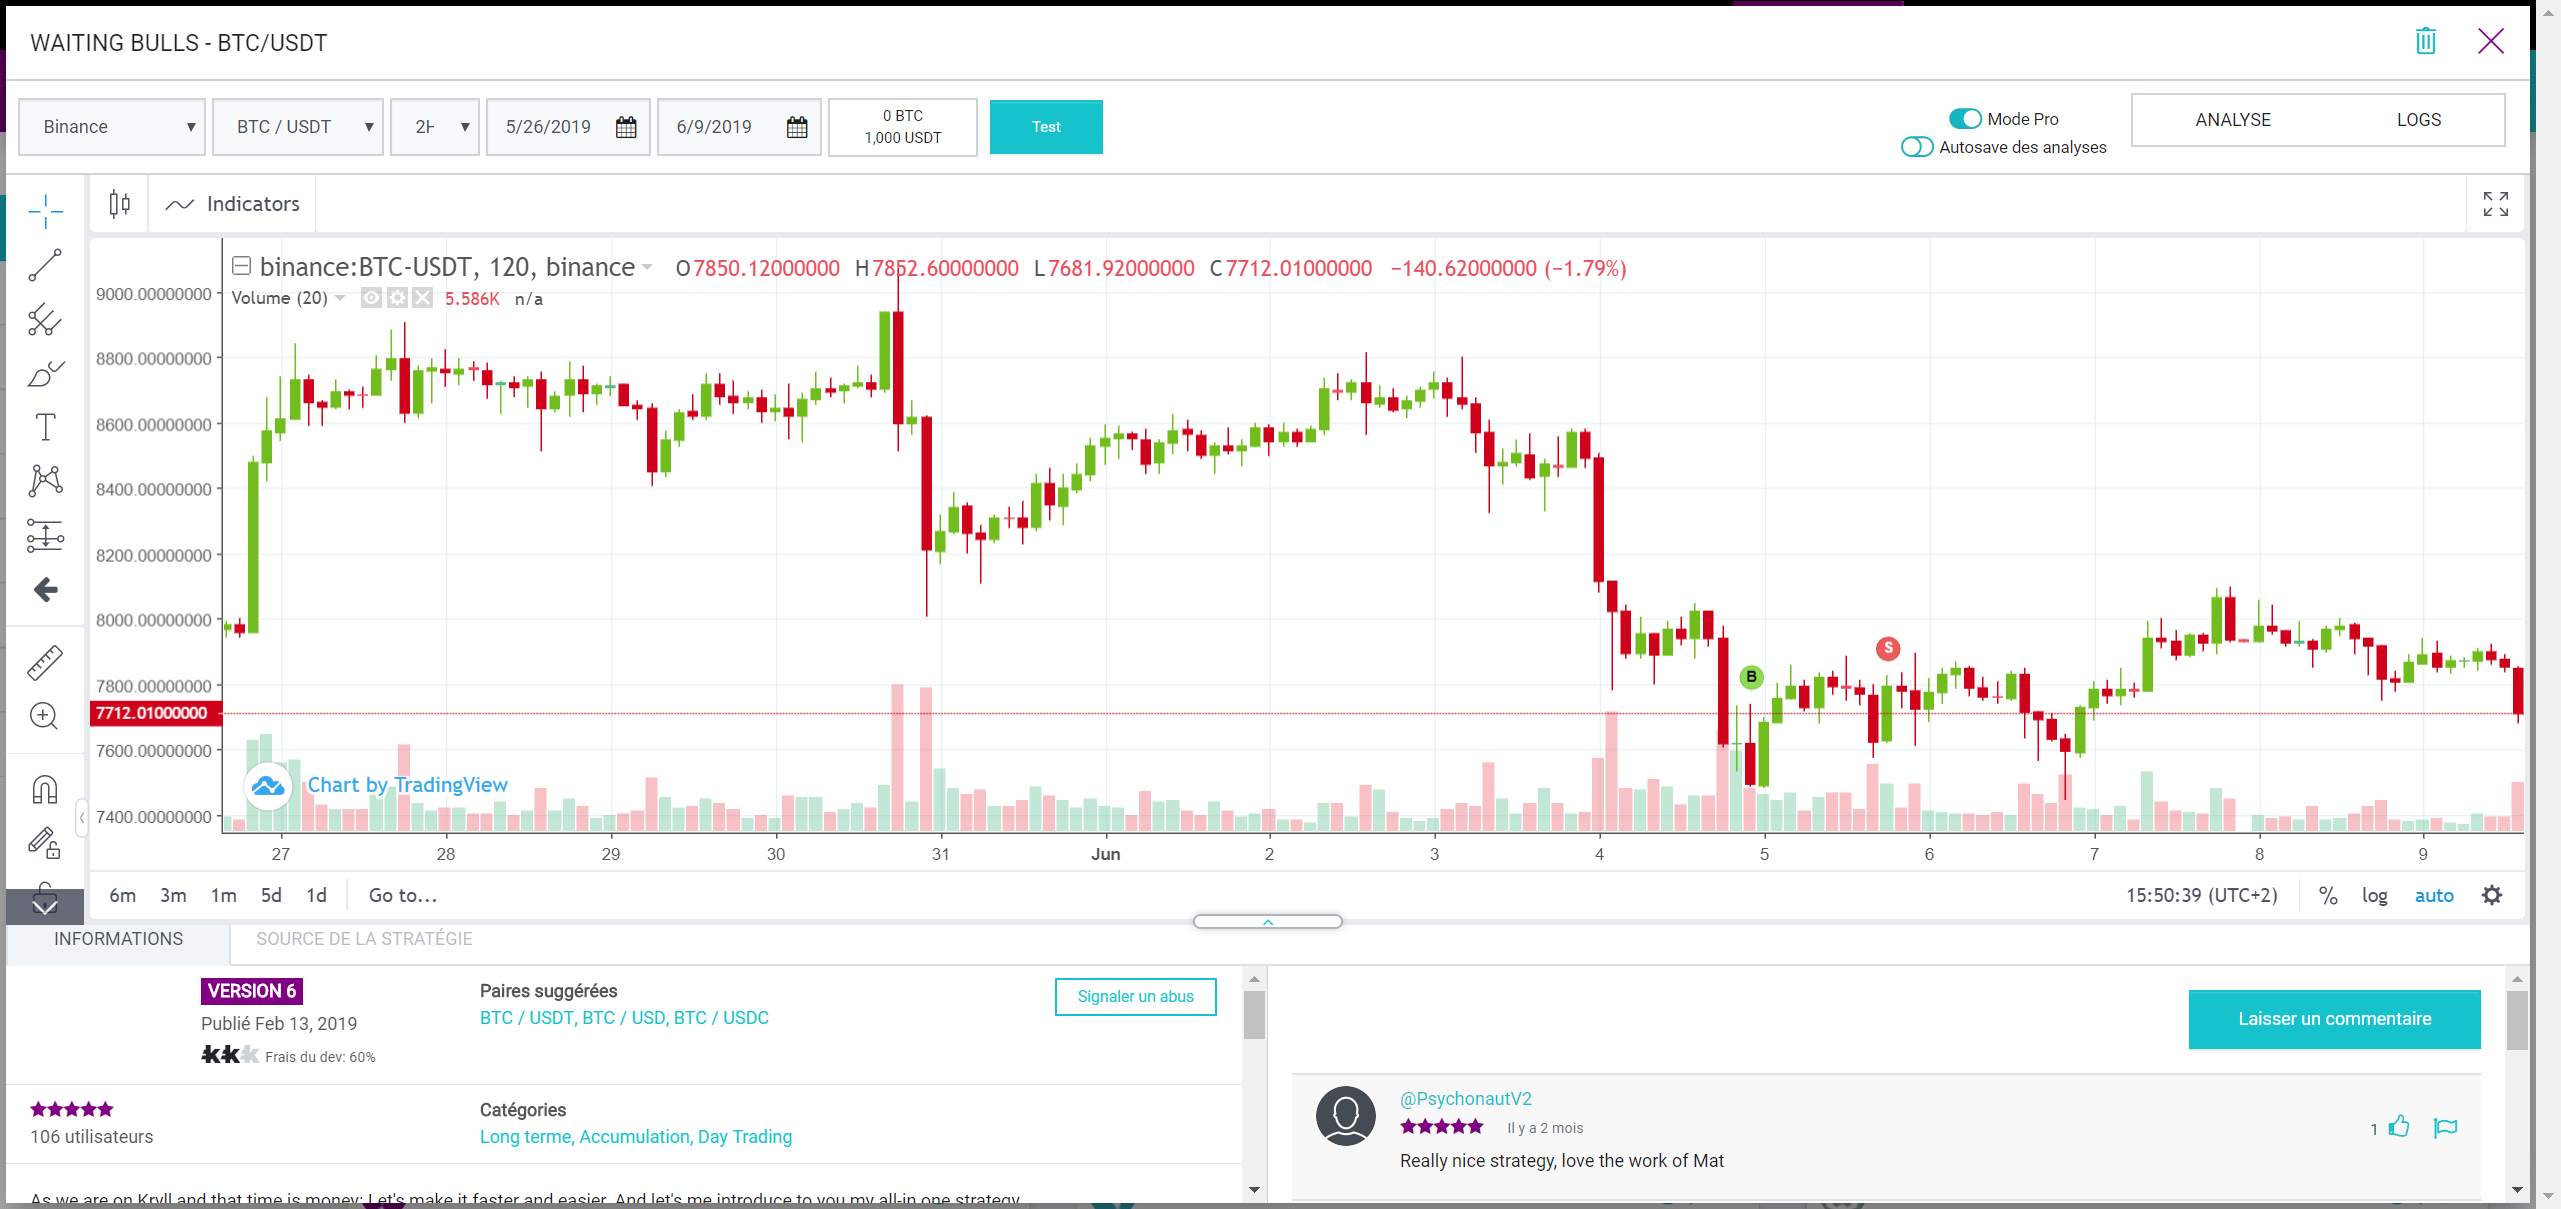 WAITING BULLS - BTC/USDT
Binance
BTC / USDT
2H
5/26/2019
6/9/2019
0 BTC
1,000 USDT
Test
Mode Pro
Autosave des analyses
ANALYSE
LOGS
Indicators
binance:BTC-USDT, 120, binance O7850.12000000 H7852.60000000 L7681.92000000 C7712.01000000 −140.62000000 (−1.79%)
Volume (20) 5.586K n/a
9000.00000000
8800.00000000
8600.00000000
8400.00000000
8200.00000000
8000.00000000
7800.00000000
7712.01000000
7600.00000000
7400.00000000
B
S
Chart by TradingView
27 28 29 30 31 Jun 2 3 4 5 6 7 8 9
6m 3m 1m 5d 1d Go to...
15:50:39 (UTC+2) % log auto
INFORMATIONS
SOURCE DE LA STRATÉGIE
VERSION 6
Publié Feb 13, 2019
Frais du dev: 60%
Paires suggérées
BTC / USDT, BTC / USD, BTC / USDC
Signaler un abus
106 utilisateurs
Catégories
Long terme, Accumulation, Day Trading
As we are on Kryll and that time is money: Let's make it faster and easier. And let's me introduce to you my all-in one strategy
Laisser un commentaire
@PsychonautV2
Il y a 2 mois
1
Really nice strategy, love the work of Mat